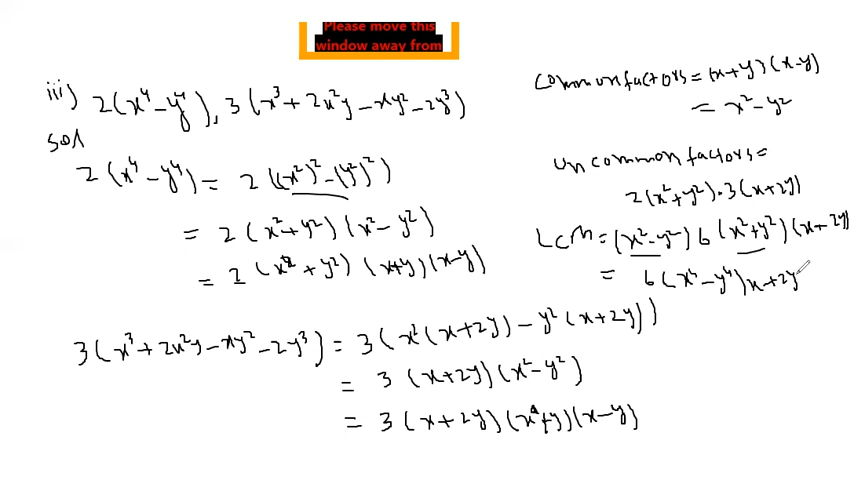 Please move this
window away from
iii) 2(x⁴-y⁴), 3(x³+2x²y-xy²-2y³)
sol
2(x⁴-y⁴) = 2((x²)²-(y²)²)
= 2(x²+y²)(x²-y²)
= 2(x²+y²)(x+y)(x-y)
3(x³+2x²y-xy²-2y³) = 3(x²(x+2y)-y²(x+2y))
= 3(x+2y)(x²-y²)
= 3(x+2y)(x+y)(x-y)
Common factors = (x+y)(x-y)
= x²-y²
un common factors =
2(x²+y²)·3(x+2y)
LCM = (x²-y²)6(x²+y²)(x+2y)
= 6(x⁴-y⁴)x+2y